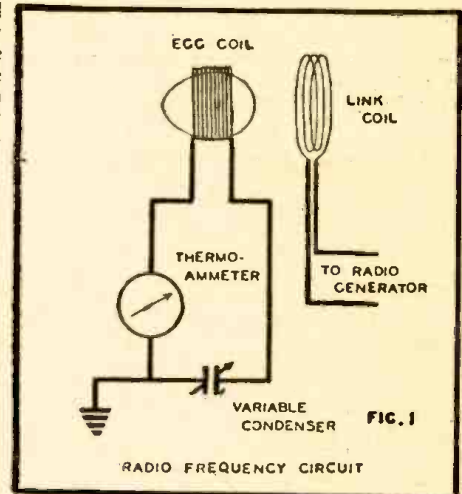 EGG COIL
LINK
COIL
THERMO-
AMMETER
TO RADIO
GENERATOR
VARIABLE
CONDENSER
FIG. 1
RADIO FREQUENCY CIRCUIT